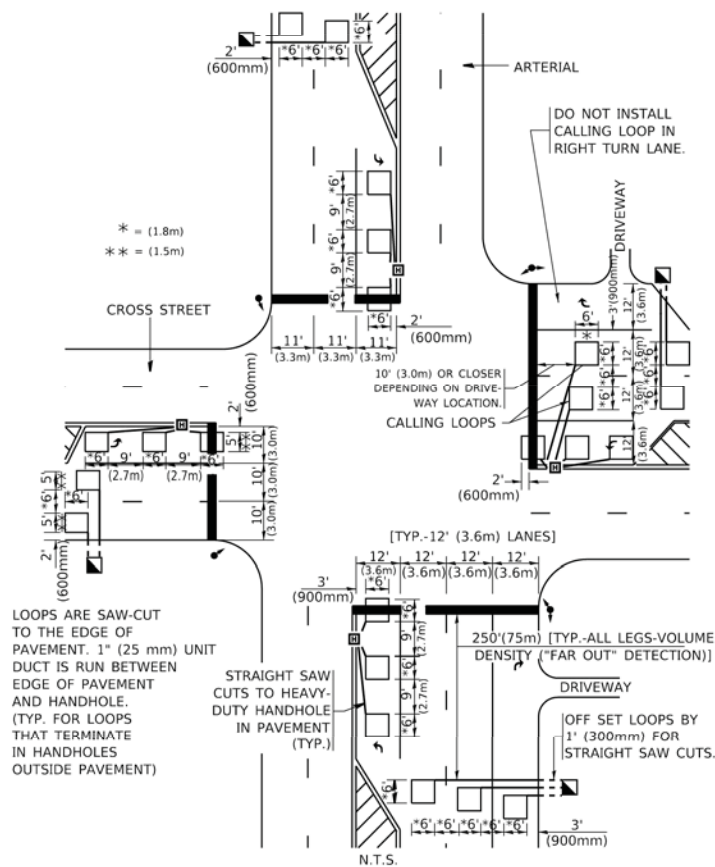 *6'
2'
(600mm)
*6' *6' *6'
ARTERIAL
DO NOT INSTALL
CALLING LOOP IN
RIGHT TURN LANE.
DRIVEWAY
*6'
9'
(2.7m)
*6'
9'
(2.7m)
*6'
H
* = (1.8m)
** = (1.5m)
CROSS STREET
*6'
2'
(600mm)
11' 11' 11'
(3.3m) (3.3m) (3.3m)
3'(900mm)
12'
(3.6m)
6'
*
10' (3.0m) OR CLOSER
DEPENDING ON DRIVE-
WAY LOCATION.
CALLING LOOPS
*6'
*6'
*6'
12'
(3.6m)
12'
(3.6m)
12'
(3.6m)
*6'
*6'
*6'
H
2'
(600mm)
2'
(600mm)
H
5'
**
10'
(3.0m)
10'
(3.0m)
10'
(3.0m)
*6' 9' *6' 9' *6'
(2.7m) (2.7m)
5'
**
*6'
*6'
5'
**
2'
(600mm)
[TYP.-12' (3.6m) LANES]
12' 12' 12' 12'
(3.6m) (3.6m) (3.6m) (3.6m)
*6'
3'
(900mm)
H
*6'
9'
(2.7m)
*6'
9'
(2.7m)
*6'
250'(75m) [TYP.-ALL LEGS-VOLUME
DENSITY ("FAR OUT" DETECTION)]
DRIVEWAY
LOOPS ARE SAW-CUT
TO THE EDGE OF
PAVEMENT. 1" (25 mm) UNIT
DUCT IS RUN BETWEEN
EDGE OF PAVEMENT
AND HANDHOLE.
(TYP. FOR LOOPS
THAT TERMINATE
IN HANDHOLES
OUTSIDE PAVEMENT)
STRAIGHT SAW
CUTS TO HEAVY-
DUTY HANDHOLE
IN PAVEMENT
(TYP.)
OFF SET LOOPS BY
1' (300mm) FOR
STRAIGHT SAW CUTS.
*6'
*6' *6' *6' *6' *6'
3'
(900mm)
N.T.S.